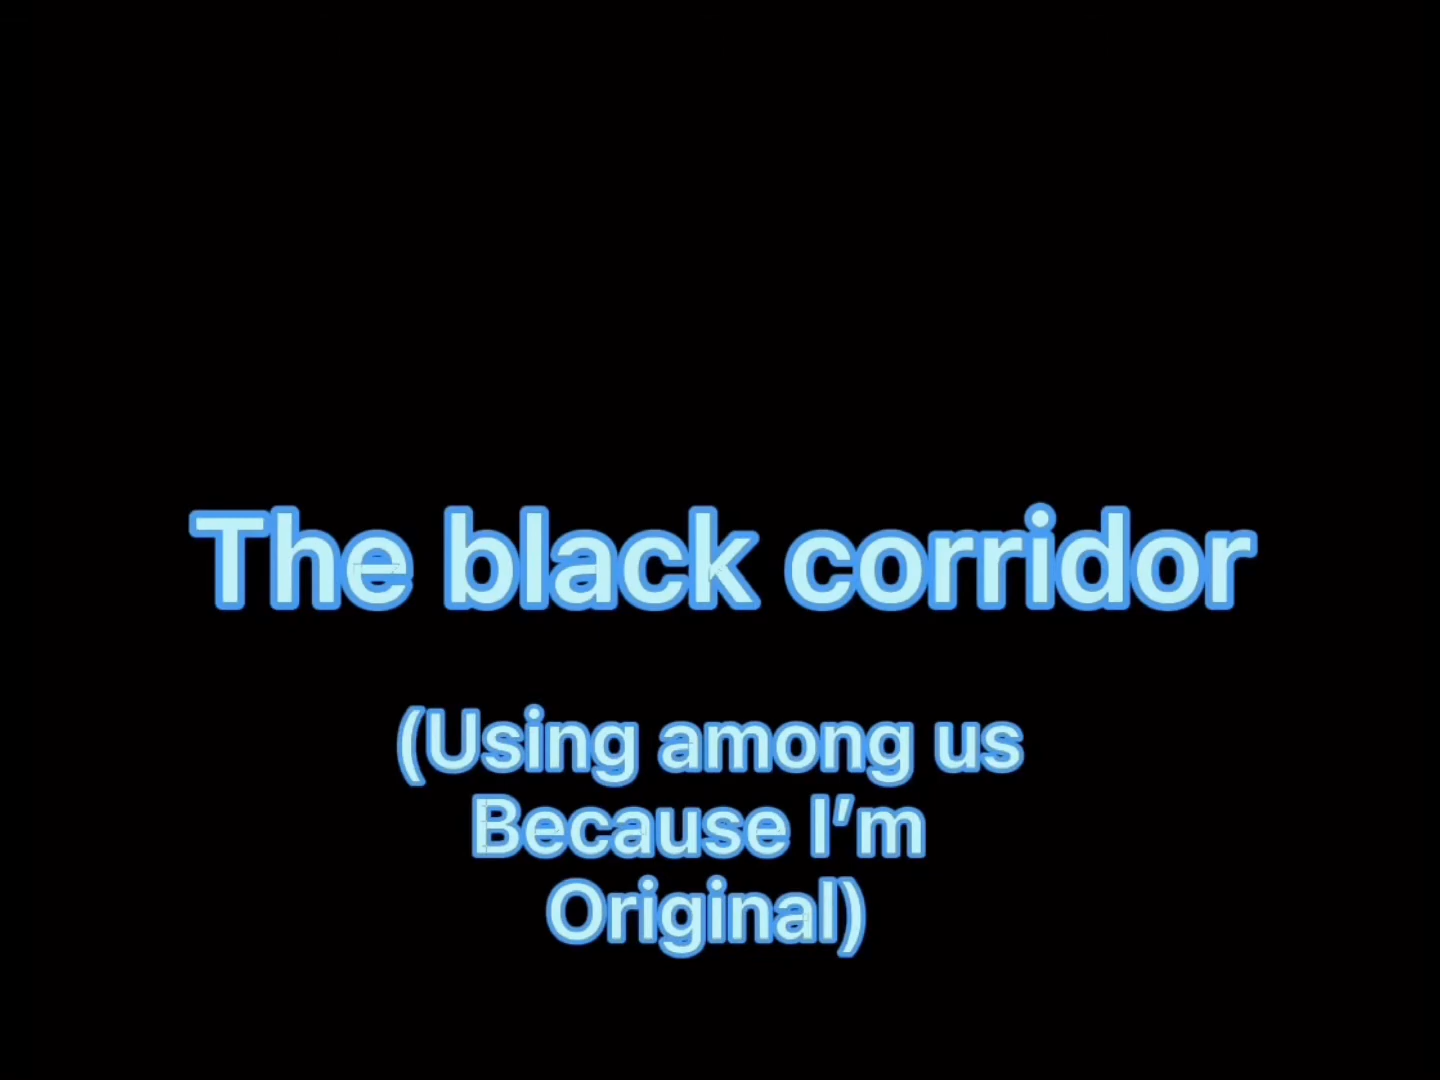 The black corridor
(Using among us
Because I’m
Original)